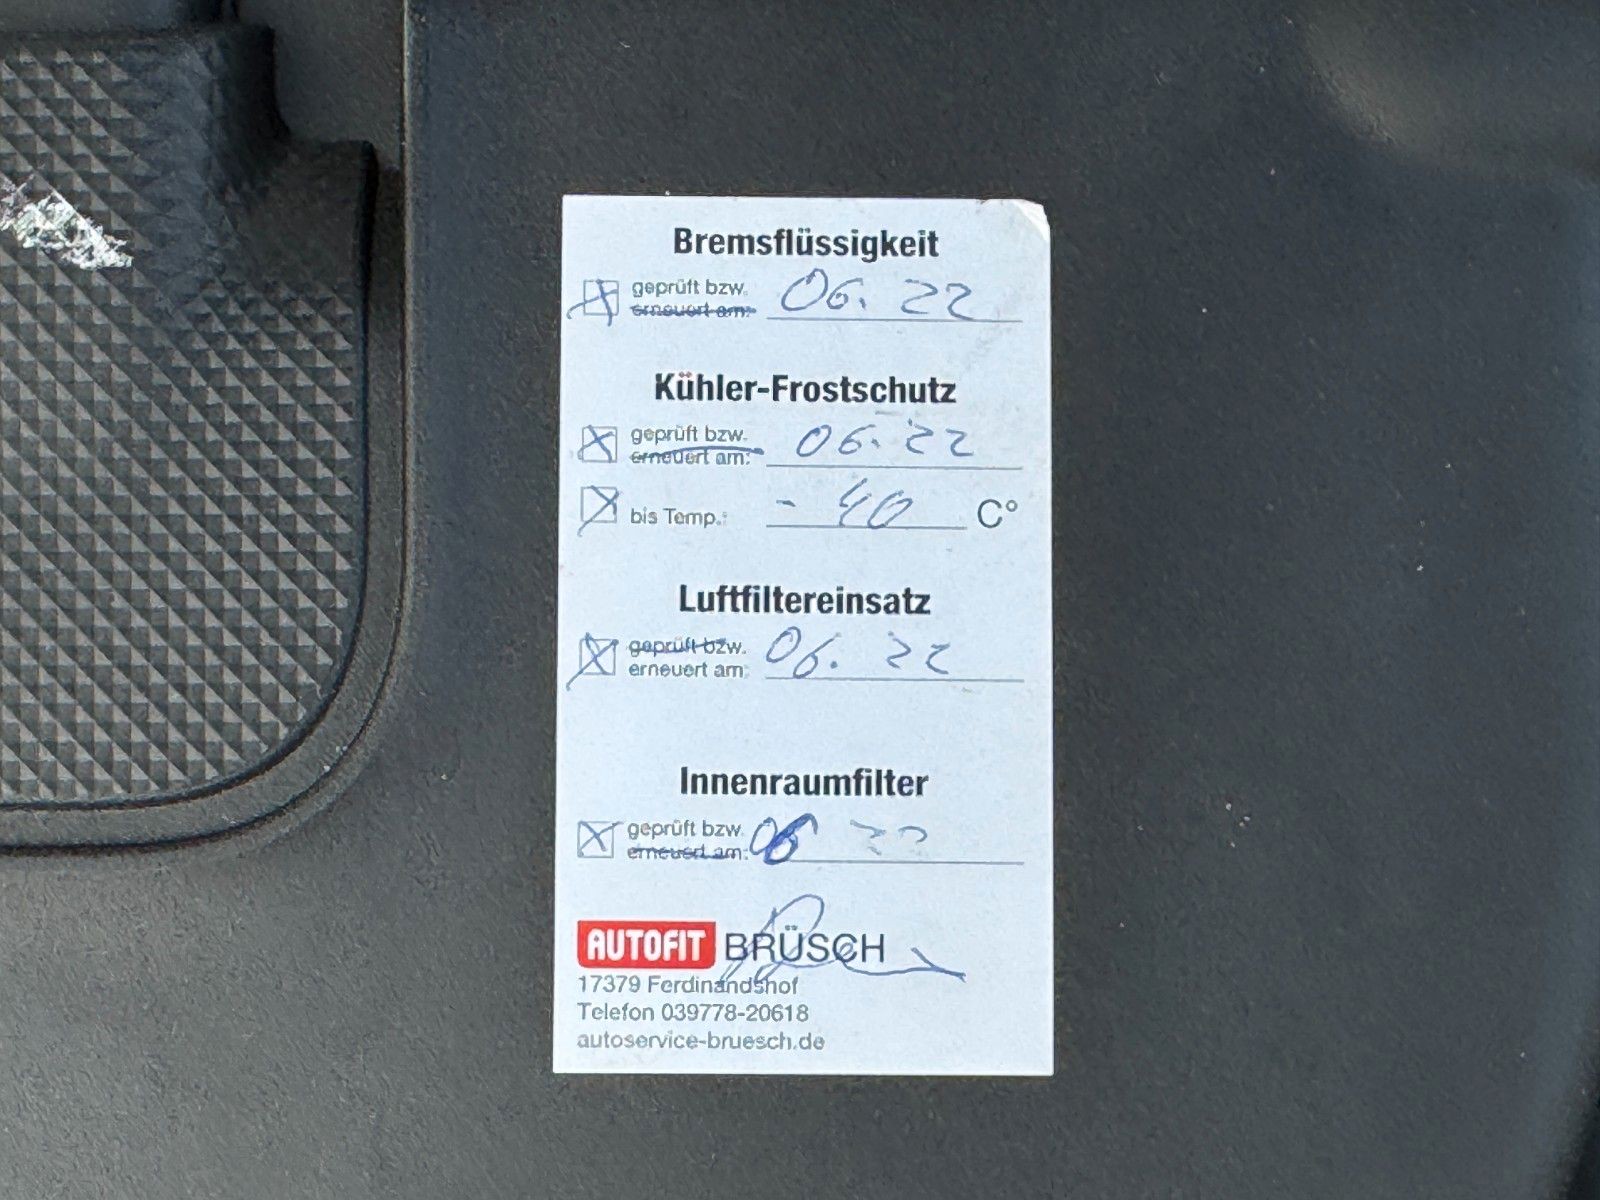 Bremsflüssigkeit
geprüft bzw. 06. 22
erneuert am:
Kühler-Frostschutz
geprüft bzw. 06. 22
erneuert am:
bis Temp.: - 40 C°
Luftfiltereinsatz
geprüft bzw. 06. 22
erneuert am:
Innenraumfilter
geprüft bzw. 06 22
erneuert am:
AUTOFIT BRÜSCH
17379 Ferdinandshof
Telefon 039778-20618
autoservice-bruesch.de